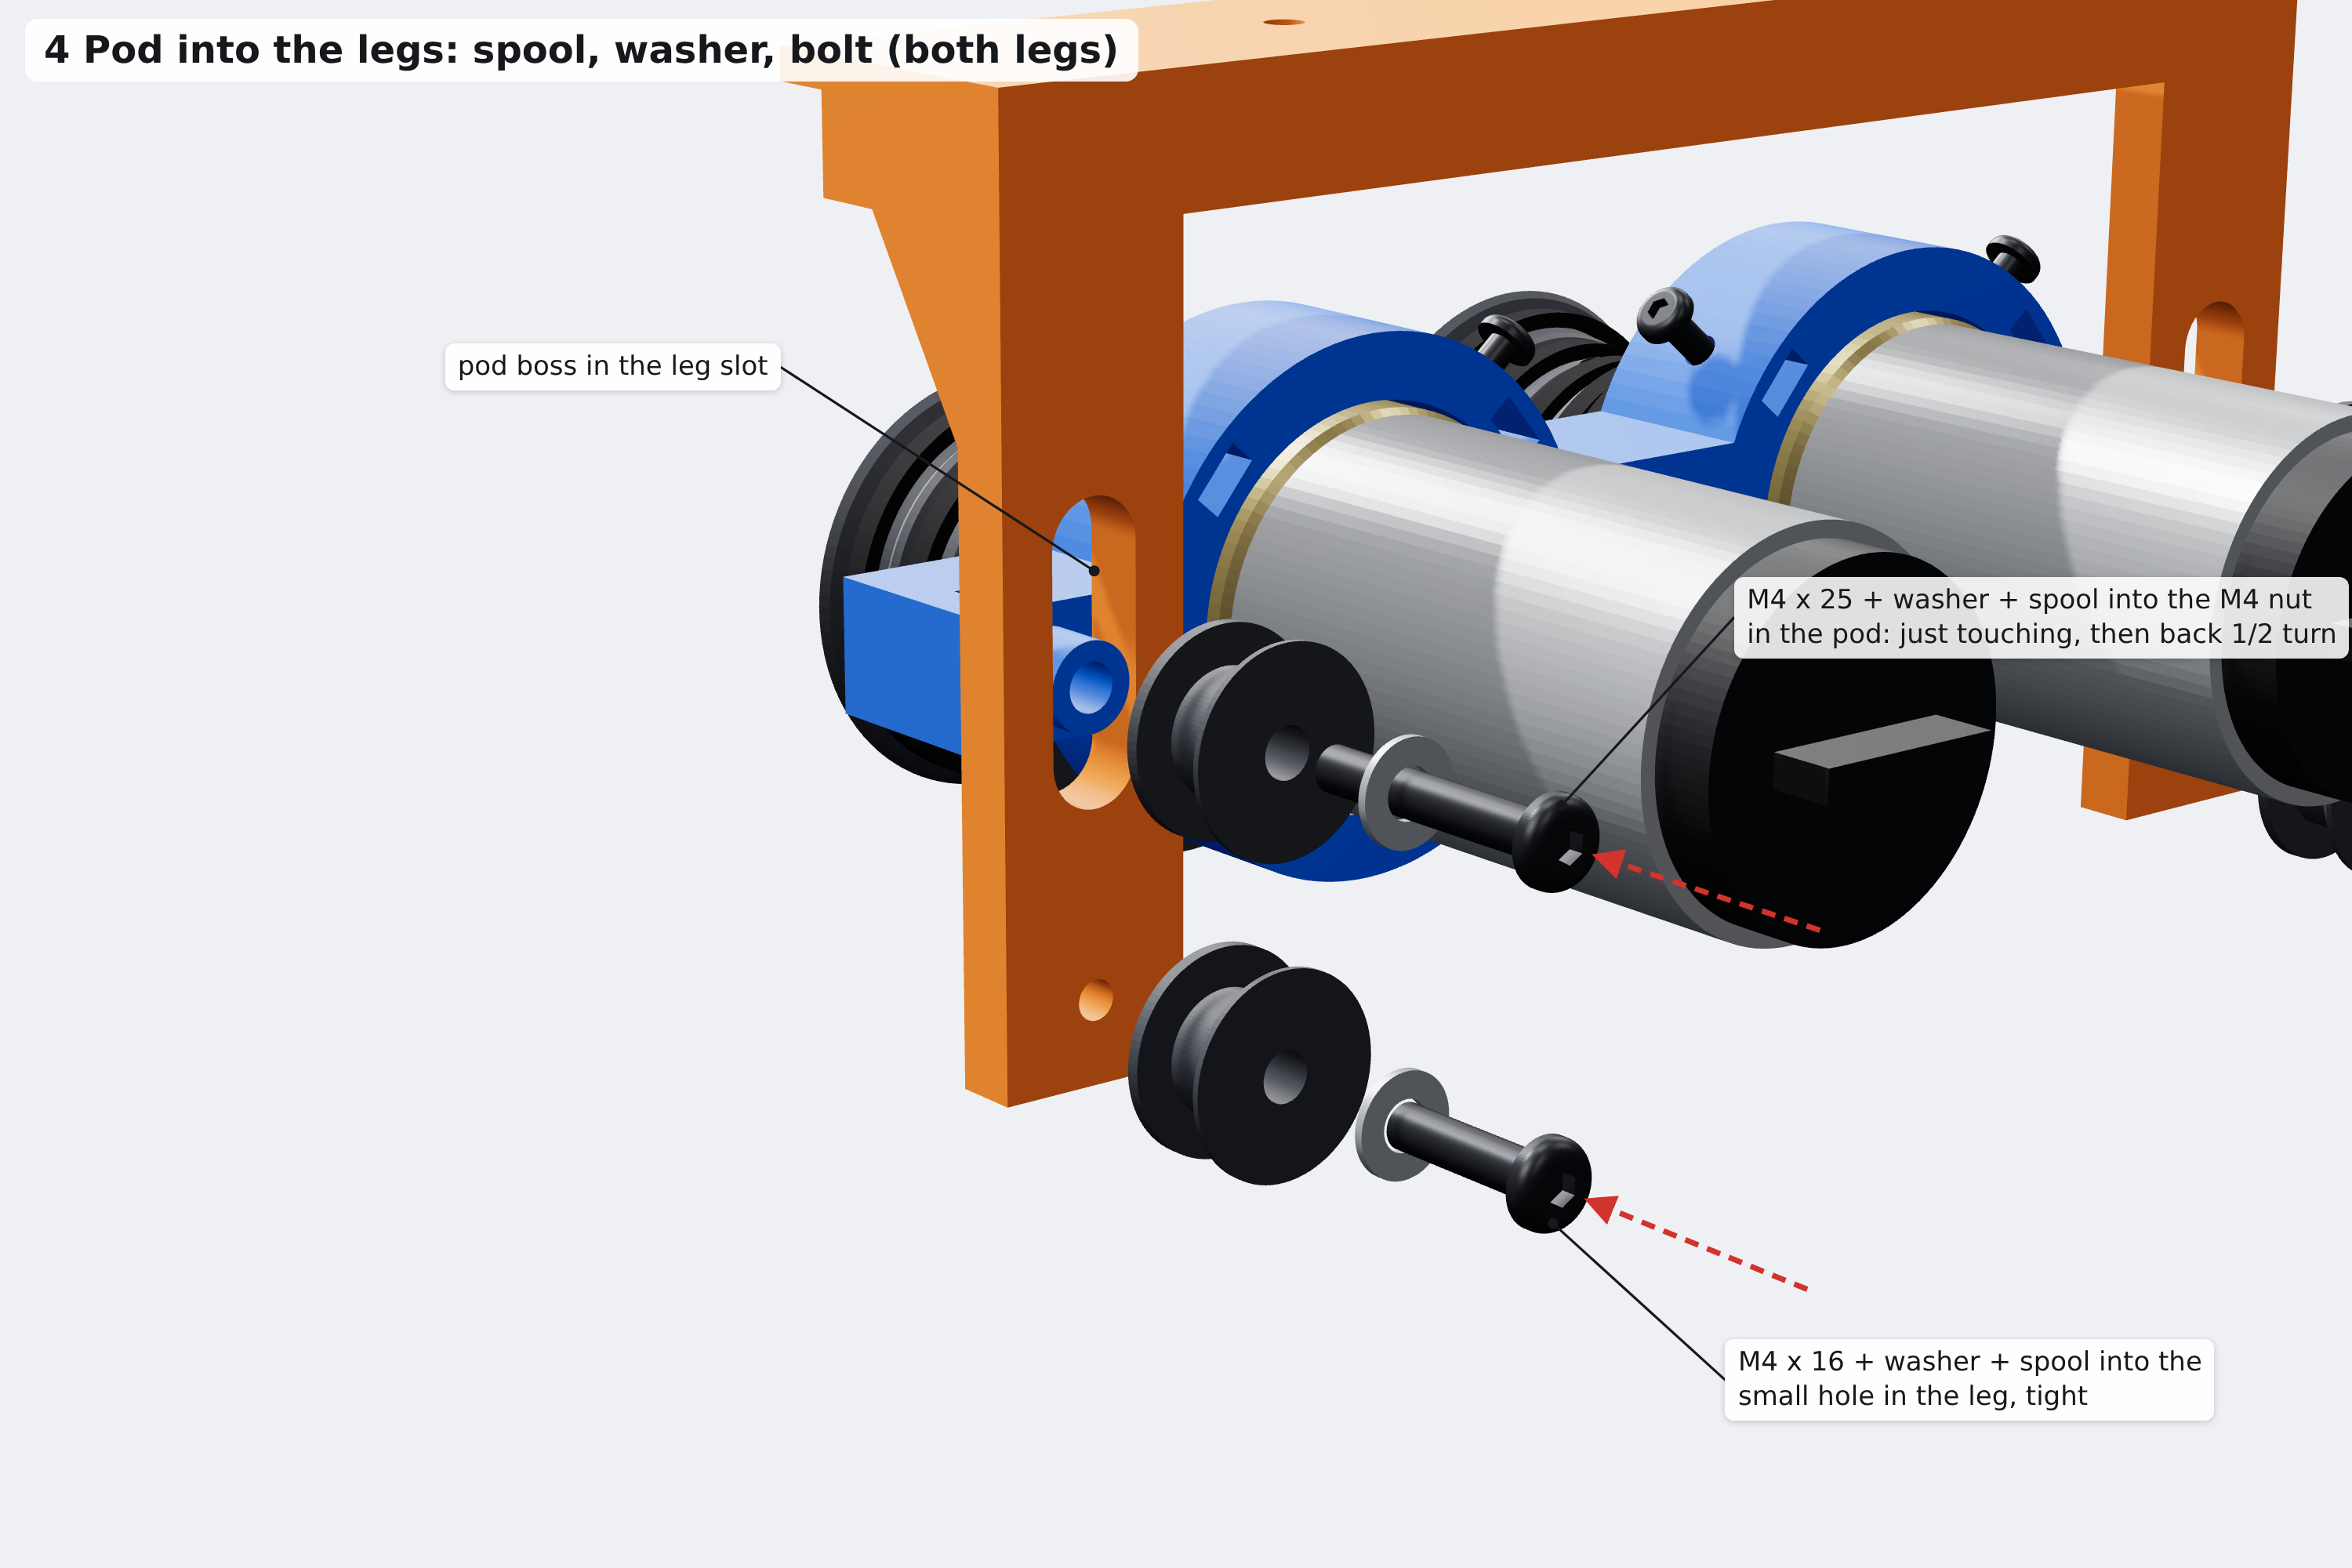 4 Pod into the legs: spool, washer, bolt (both legs)
pod boss in the leg slot
M4 x 25 + washer + spool into the M4 nut
in the pod: just touching, then back 1/2 turn
M4 x 16 + washer + spool into the
small hole in the leg, tight